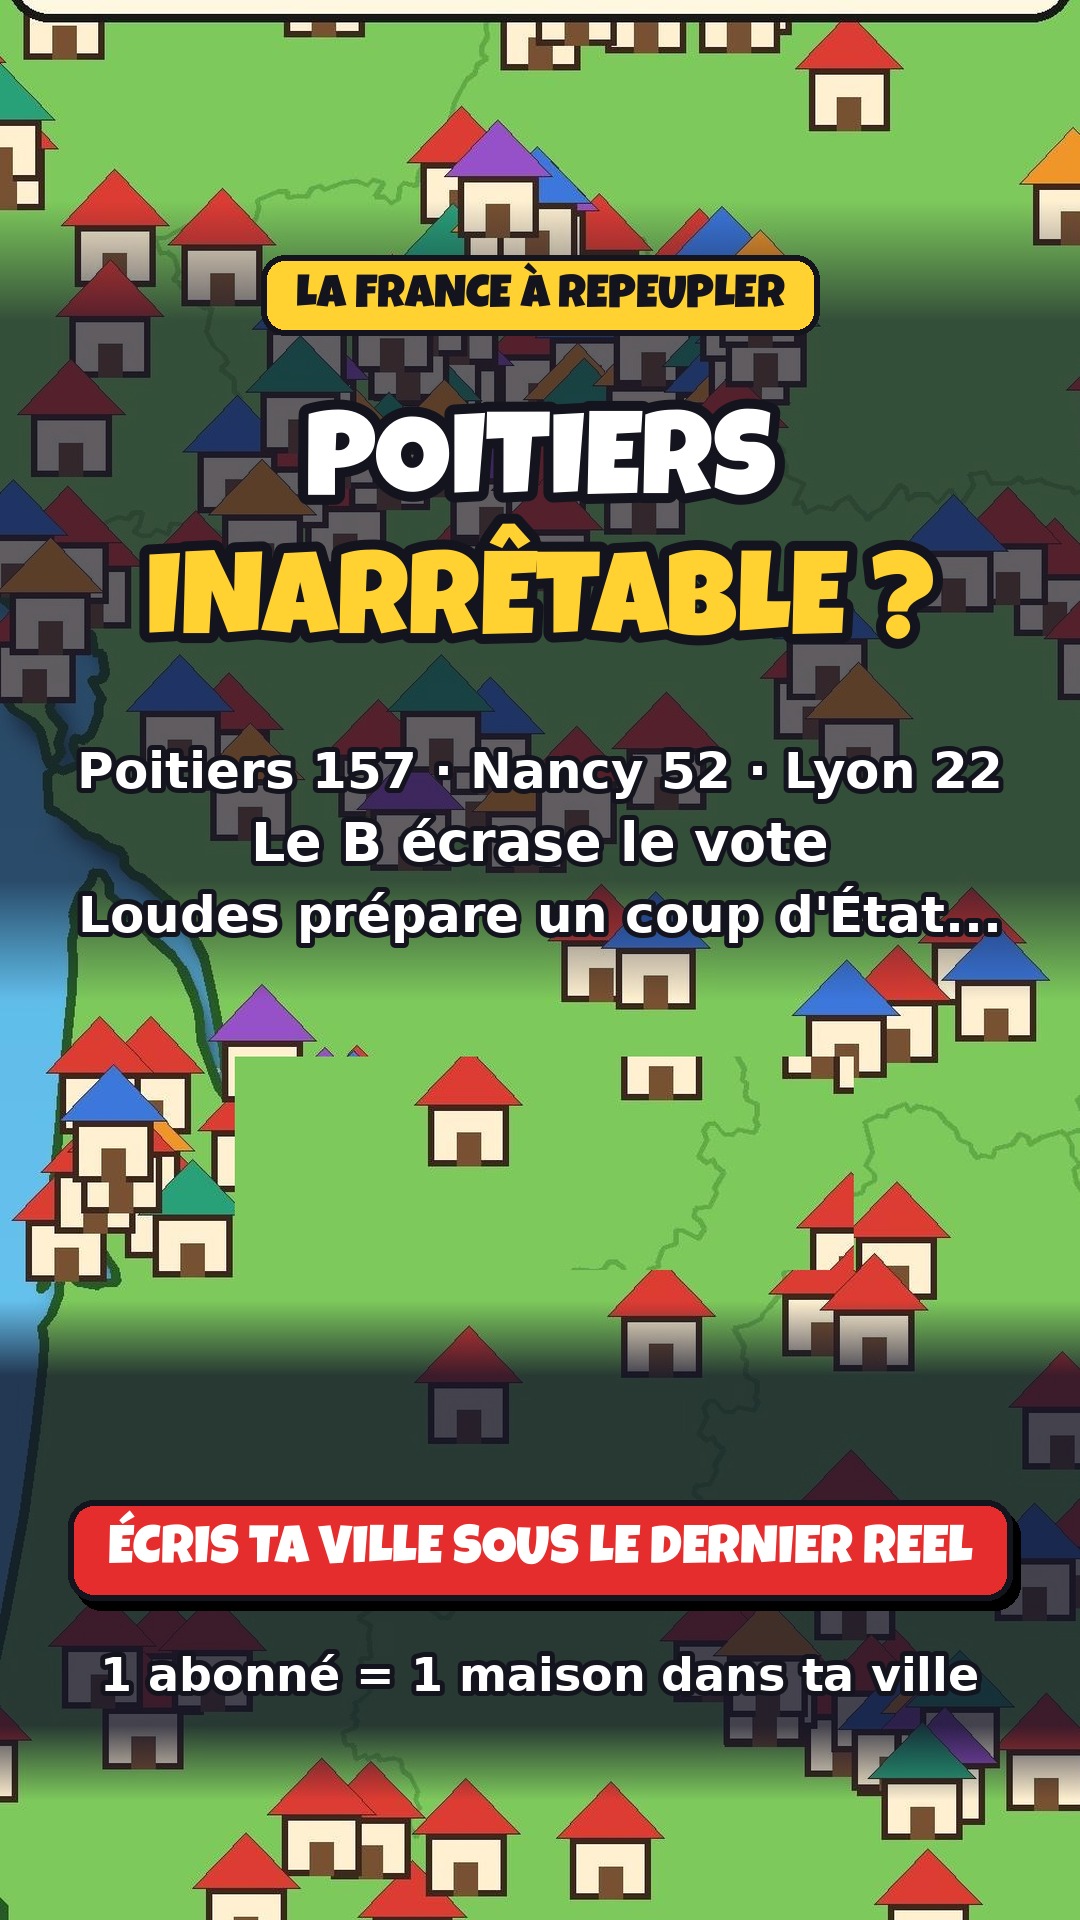 LA FRANCE À REPEUPLER
POITIERS
INARRÊTABLE ?
Poitiers 157 · Nancy 52 · Lyon 22
Le B écrase le vote
Loudes prépare un coup d'État...
ÉCRIS TA VILLE SOUS LE DERNIER REEL
1 abonné = 1 maison dans ta ville